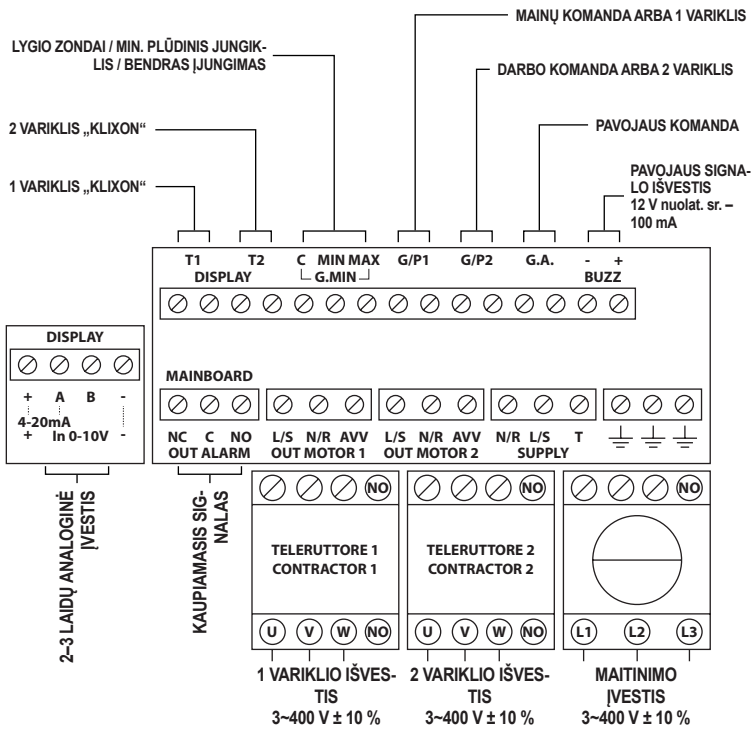 MAINŲ KOMANDA ARBA 1 VARIKLIS
LYGIO ZONDAI / MIN. PLŪDINIS JUNGIK-
LIS / BENDRAS ĮJUNGIMAS
DARBO KOMANDA ARBA 2 VARIKLIS
2 VARIKLIS „KLIXON“
PAVOJAUS KOMANDA
1 VARIKLIS „KLIXON“
PAVOJAUS SIGNA-
LO IŠVESTIS
12 V nuolat. sr. –
100 mA
T1 T2 C MIN MAX G/P1 G/P2 G.A. - +
DISPLAY G.MIN BUZZ
DISPLAY
+ A B -
4-20mA
+ In 0-10V -
2–3 LAIDŲ ANALOGINĖ
ĮVESTIS
MAINBOARD
NC C NO L/S N/R AVV L/S N/R AVV N/R L/S T
OUT ALARM OUT MOTOR 1 OUT MOTOR 2 SUPPLY
KAUPIAMASIS SIG-
NALAS
NO NO NO
TELERUTTORE 1
CONTRACTOR 1
TELERUTTORE 2
CONTRACTOR 2
U V W NO U V W NO L1 L2 L3
1 VARIKLIO IŠVES-
TIS
3~400 V ± 10 %
2 VARIKLIO IŠVES-
TIS
3~400 V ± 10 %
MAITINIMO
ĮVESTIS
3~400 V ± 10 %